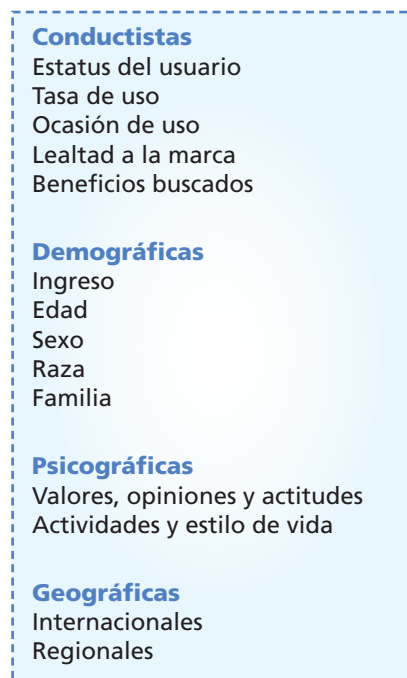 Conductistas
Estatus del usuario
Tasa de uso
Ocasión de uso
Lealtad a la marca
Beneficios buscados
Demográficas
Ingreso
Edad
Sexo
Raza
Familia
Psicográficas
Valores, opiniones y actitudes
Actividades y estilo de vida
Geográficas
Internacionales
Regionales